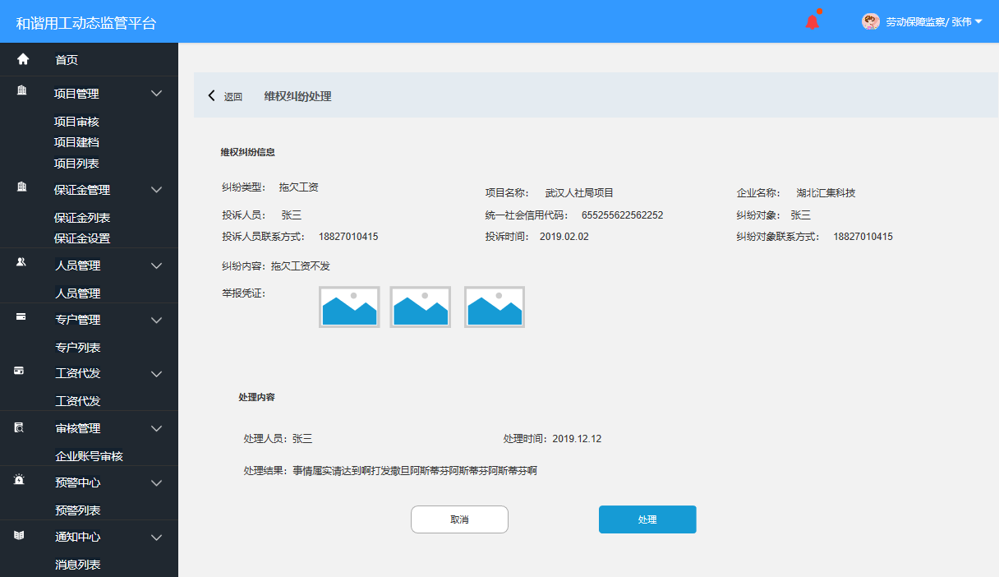 和谐用工动态监管平台
劳动保障监察/ 张伟
首页
项目管理
项目审核
项目建档
项目列表
保证金管理
保证金列表
保证金设置
人员管理
人员管理
专户管理
专户列表
工资代发
工资代发
审核管理
企业账号审核
预警中心
预警列表
通知中心
消息列表
返回 维权纠纷处理
维权纠纷信息
纠纷类型： 拖欠工资 项目名称： 武汉人社局项目 企业名称： 湖北汇集科技
投诉人员： 张三 统一社会信用代码： 655255622562252 纠纷对象： 张三
投诉人员联系方式： 18827010415 投诉时间： 2019.02.02 纠纷对象联系方式： 18827010415
纠纷内容：拖欠工资不发
举报凭证：
处理内容
处理人员：张三 处理时间：2019.12.12
处理结果：事情属实清达到啊打发撒旦阿斯蒂芬阿斯蒂芬阿斯蒂芬啊
取消 处理